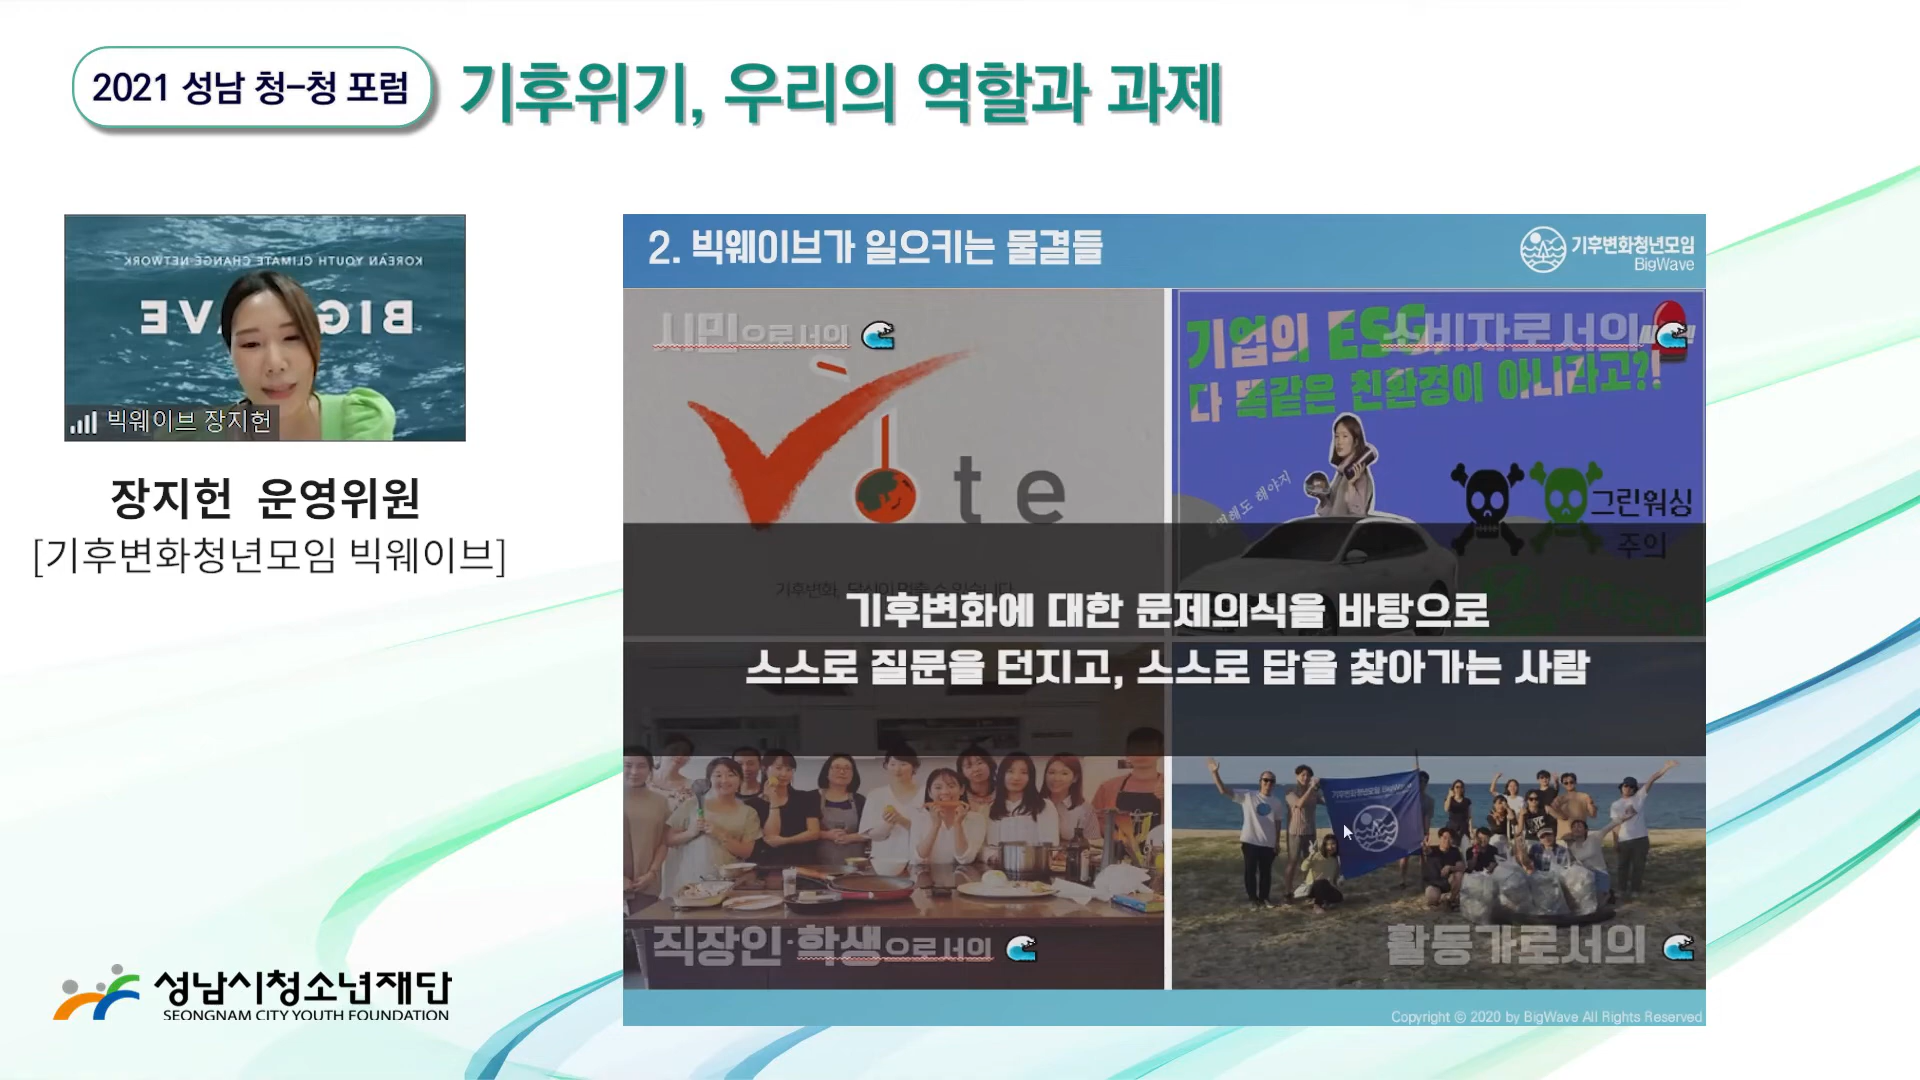 2021 성남 청-청 포럼
기후위기, 우리의 역할과 과제
KOREAN YOUTH CLIMATE CHANGE NETWORK
빅웨이브 장지헌
장지헌 운영위원
[기후변화청년모임 빅웨이브]
성남시청소년재단
SEONGNAM CITY YOUTH FOUNDATION
2. 빅웨이브가 일으키는 물결들
기후변화청년모임
BigWave
시민으로서의
Vote
기업의 ESG,
소비자로서의
다 똑같은 친환경이 아니라고?!
그린워싱
주의
기후변화에 대한 문제의식을 바탕으로
스스로 질문을 던지고, 스스로 답을 찾아가는 사람
직장인·학생으로서의
활동가로서의
Copyright © 2020 by BigWave All Rights Reserved